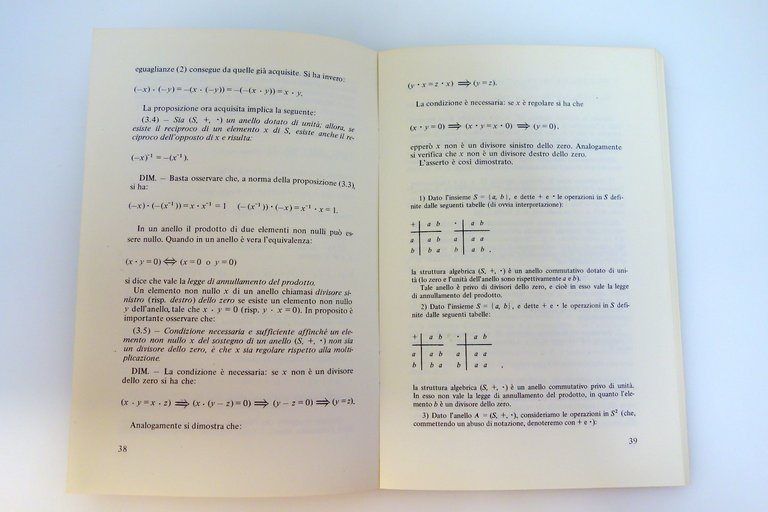 eguaglianze (2) consegue da quelle già acquisite. Si ha invero:
(−x) · (−y) = −(x · (−y)) = −(−(x · y)) = x · y.
La proposizione ora acquisita implica la seguente:
(3.4) − Sia (S, +, ·) un anello dotato di unità, allora, se
esiste il reciproco di un elemento x di S, esiste anche il re-
ciproco dell'opposto di x e risulta:
(−x)⁻¹ = −(x⁻¹).
DIM. − Basta osservare che, a norma della proposizione (3.3),
si ha:
(−x) · (−(x⁻¹)) = x · x⁻¹ = 1 (−(x⁻¹)) · (−x) = x⁻¹ · x = 1.
In un anello il prodotto di due elementi non nulli può es-
sere nullo. Quando in un anello è vera l'equivalenza:
(x · y = 0) ⟺ (x = 0 o y = 0)
si dice che vale la legge di annullamento del prodotto.
Un elemento non nullo x di un anello chiamasi divisore si-
nistro (risp. destro) dello zero se esiste un elemento non nullo
y dell'anello, tale che x · y = 0 (risp. y · x = 0). In proposito è
importante osservare che:
(3.5) − Condizione necessaria e sufficiente affinché un ele-
mento non nullo x del sostegno di un anello (S, +, ·) non sia
un divisore dello zero, è che x sia regolare rispetto alla molti-
plicazione.
DIM. − La condizione è necessaria: se x non è un divisore
dello zero si ha che:
(x · y = x · z) ⟹ (x · (y − z) = 0) ⟹ (y − z = 0) ⟹ (y = z).
Analogamente si dimostra che:
38
(y · x = z · x) ⟹ (y = z).
La condizione è necessaria: se x è regolare si ha che
(x · y = 0) ⟹ (x · y = x · 0) ⟹ (y = 0).
epperò x non è un divisore sinistro dello zero. Analogamente
si verifica che x non è un divisore destro dello zero.
L'asserto è così dimostrato.
1) Dato l'insieme S = {a, b}, e dette + e · le operazioni in S defi-
nite dalle seguenti tabelle (di ovvia interpretazione):
+ a b · a b
a a b a a a
b b a b a b ,
la struttura algebrica (S, +, ·) è un anello commutativo dotato di uni-
tà (lo zero e l'unità dell'anello sono rispettivamente a e b).
Tale anello è privo di divisori dello zero, e cioè in esso vale la legge
di annullamento del prodotto.
2) Dato l'insieme S = {a, b}, e dette + e · le operazioni in S defi-
nite dalle seguenti tabelle:
+ a b · a b
a a b a a a
b b a b a a ,
la struttura algebrica (S, +, ·) è un anello commutativo privo di unità.
In esso non vale la legge di annullamento del prodotto, in quanto l'ele-
mento b è un divisore dello zero.
3) Dato l'anello A = (S, +, ·), consideriamo le operazioni in S² (che,
commettendo un abuso di notazione, denoteremo con + e ·):
39